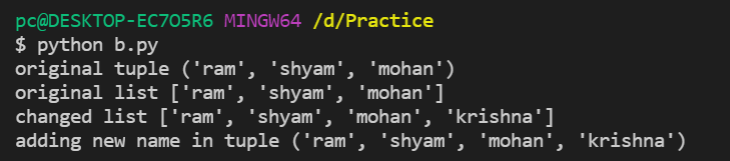 pc@DESKTOP-EC7O5R6 MINGW64 /d/Practice
$ python b.py
original tuple ('ram', 'shyam', 'mohan')
original list ['ram', 'shyam', 'mohan']
changed list ['ram', 'shyam', 'mohan', 'krishna']
adding new name in tuple ('ram', 'shyam', 'mohan', 'krishna')